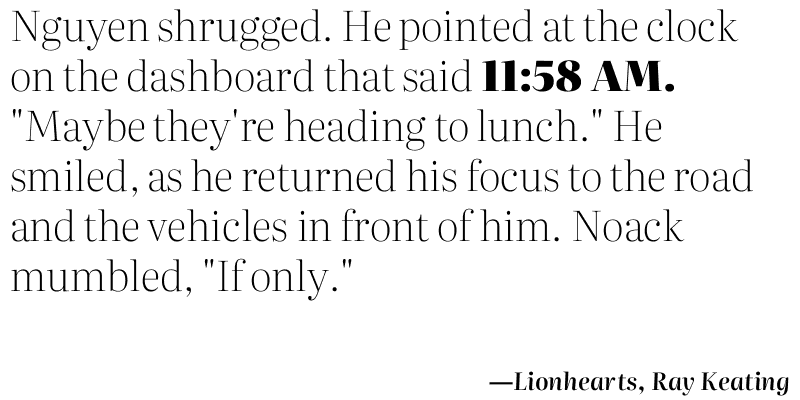 Nguyen shrugged. He pointed at the clock
on the dashboard that said 11:58 AM.
"Maybe they're heading to lunch." He
smiled, as he returned his focus to the road
and the vehicles in front of him. Noack
mumbled, "If only."
—Lionhearts, Ray Keating